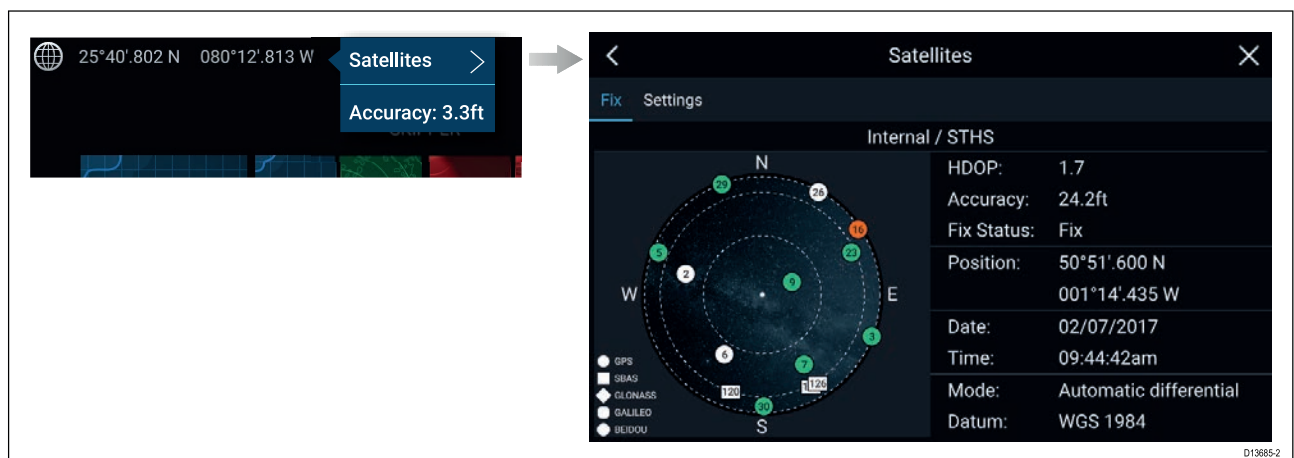 25°40'.802 N 080°12'.813 W
Satellites
Accuracy: 3.3ft
Satellites
Fix Settings
Internal / STHS
N
W
E
S
29
26
16
5
23
2
9
3
6
7
120
126
30
GPS
SBAS
GLONASS
GALILEO
BEIDOU
HDOP: 1.7
Accuracy: 24.2ft
Fix Status: Fix
Position: 50°51'.600 N
001°14'.435 W
Date: 02/07/2017
Time: 09:44:42am
Mode: Automatic differential
Datum: WGS 1984
D13685-2